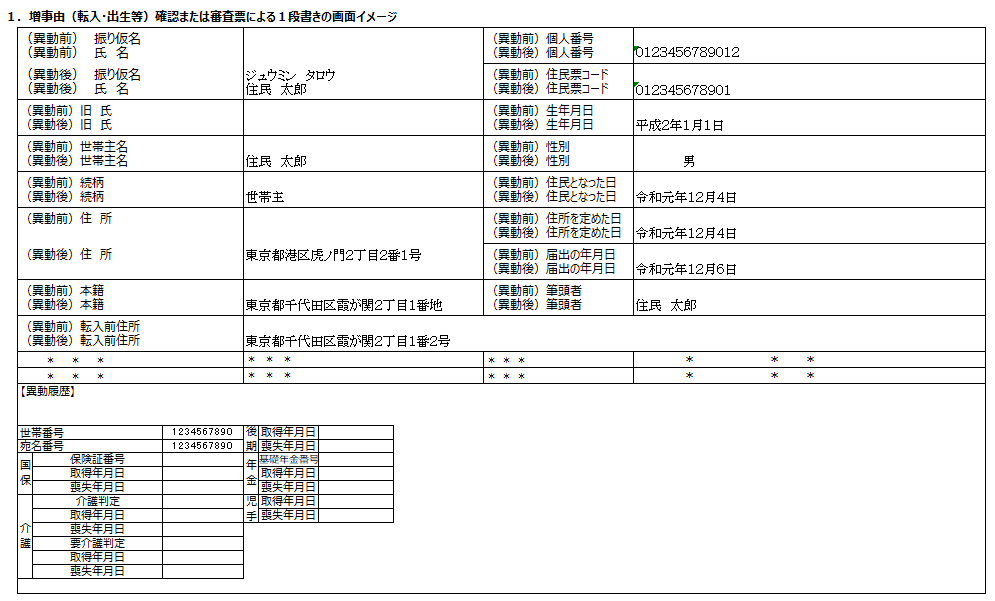 1．増事由（転入・出生等）確認または審査票による１段書きの画面イメージ
（異動前）　振り仮名
（異動前）　氏　名
（異動後）　振り仮名　ジュウミン　タロウ
（異動後）　氏　名　住民　太郎
（異動前）個人番号
（異動後）個人番号　0123456789012
（異動前）住民票コード
（異動後）住民票コード　012345678901
（異動前）旧　氏
（異動後）旧　氏
（異動前）生年月日
（異動後）生年月日　平成2年1月1日
（異動前）世帯主名
（異動後）世帯主名　住民　太郎
（異動前）性別
（異動後）性別　男
（異動前）続柄
（異動後）続柄　世帯主
（異動前）住民となった日
（異動後）住民となった日　令和元年12月4日
（異動前）住　所
（異動後）住　所　東京都港区虎ノ門2丁目2番1号
（異動前）住所を定めた日
（異動後）住所を定めた日　令和元年12月4日
（異動前）届出の年月日
（異動後）届出の年月日　令和元年12月6日
（異動前）本籍
（異動後）本籍　東京都千代田区霞が関2丁目1番地
（異動前）筆頭者
（異動後）筆頭者　住民　太郎
（異動前）転入前住所
（異動後）転入前住所　東京都千代田区霞が関2丁目1番2号
＊　＊　＊　＊　＊　＊　＊　＊　＊　＊　＊　＊
＊　＊　＊　＊　＊　＊　＊　＊　＊　＊　＊　＊
【異動履歴】
世帯番号　1234567890
宛名番号　1234567890
国保
保険証番号
取得年月日
喪失年月日
介護
介護判定
取得年月日
喪失年月日
要介護判定
取得年月日
喪失年月日
後期
取得年月日
喪失年月日
年金
基礎年金番号
取得年月日
喪失年月日
児手
取得年月日
喪失年月日